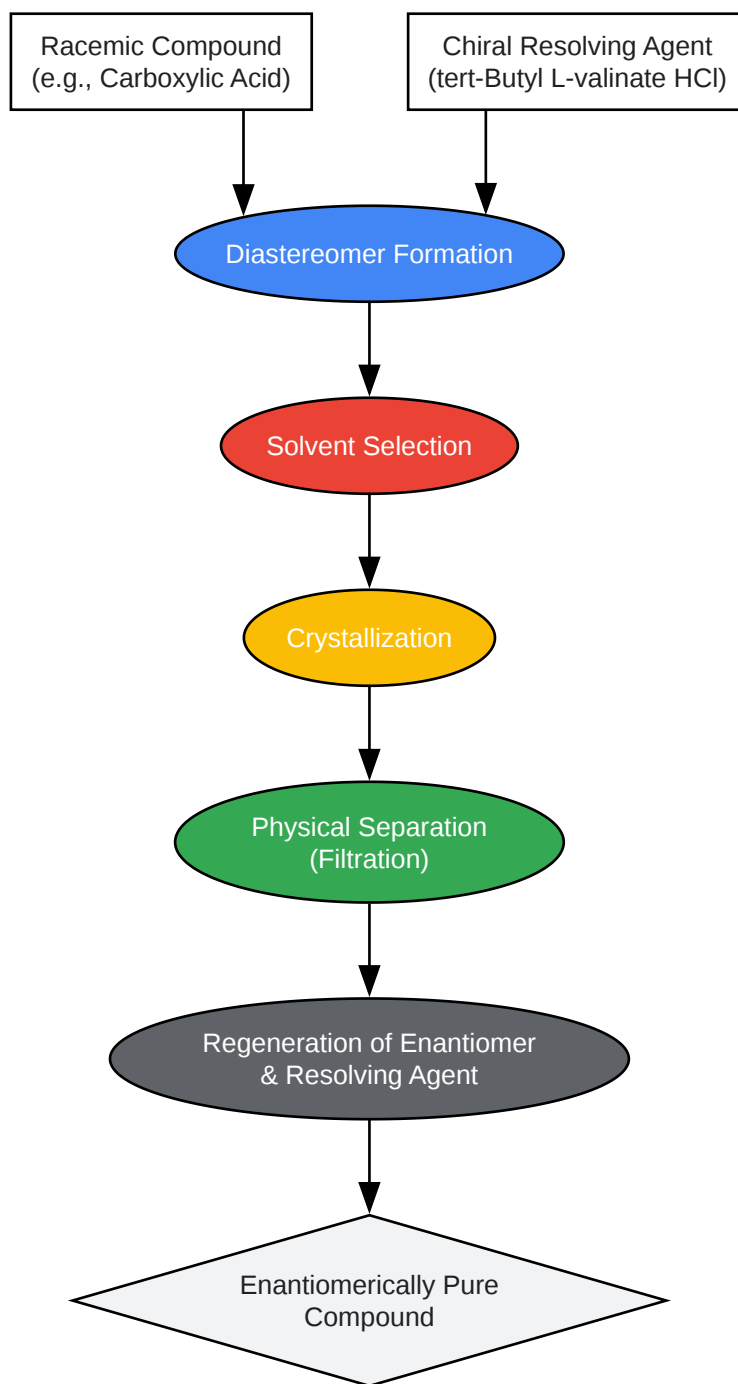 Racemic Compound
(e.g., Carboxylic Acid)
Chiral Resolving Agent
(tert-Butyl L-valinate HCl)
Diastereomer Formation
Solvent Selection
Crystallization
Physical Separation
(Filtration)
Regeneration of Enantiomer
& Resolving Agent
Enantiomerically Pure
Compound